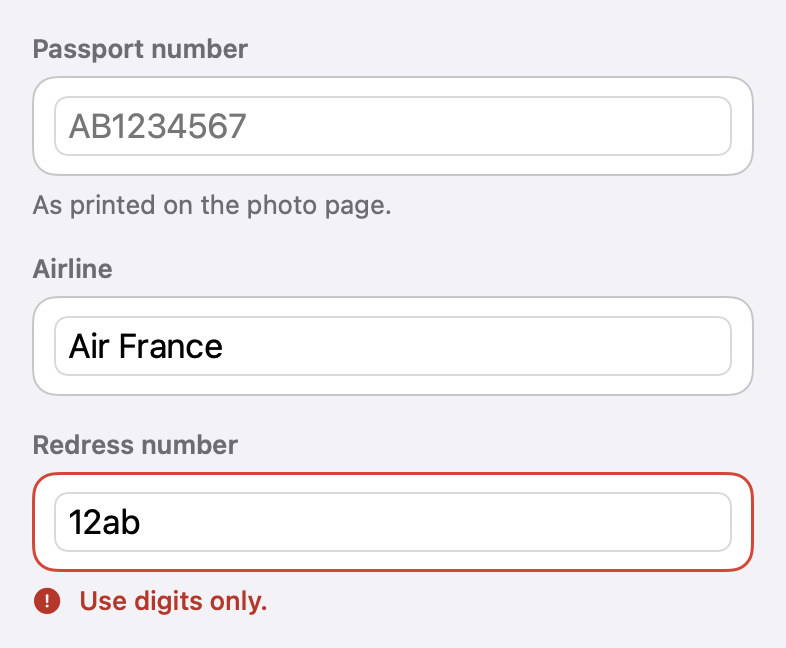 Passport number
AB1234567
As printed on the photo page.
Airline
Air France
Redress number
12ab
Use digits only.